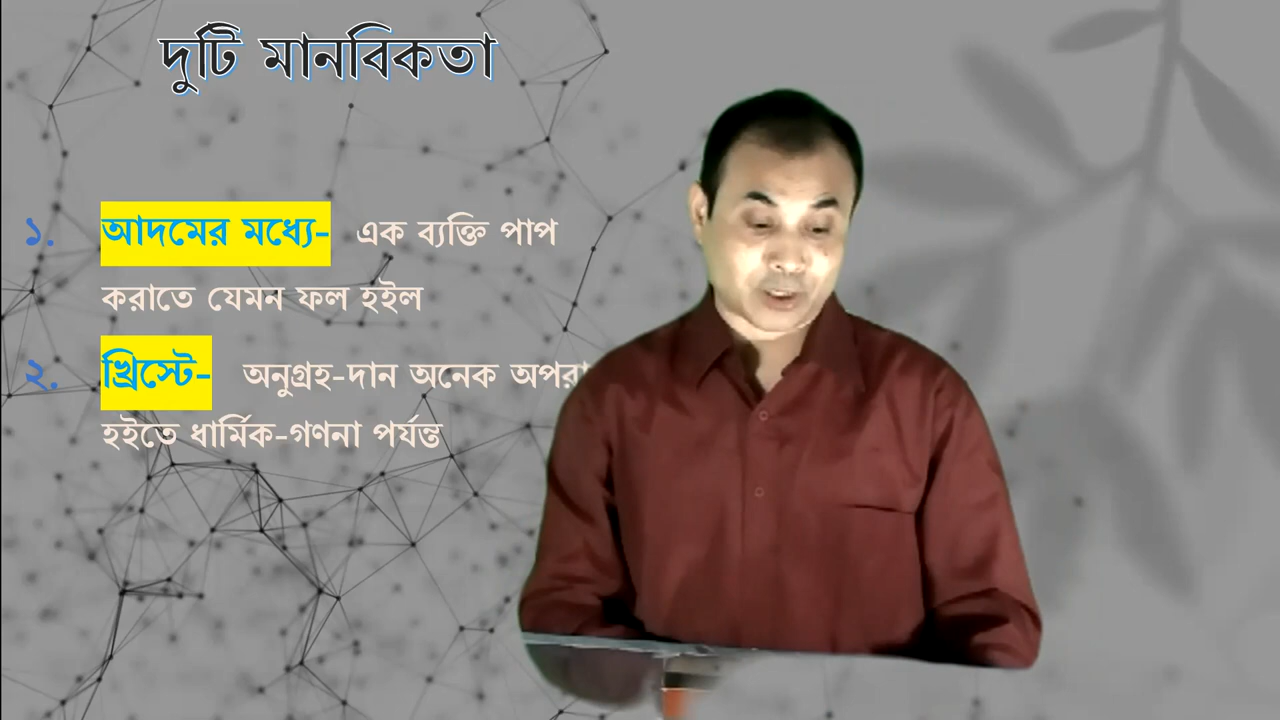 দুটি মানবিকতা
১. আদমের মধ্যে- এক ব্যক্তি পাপ
করাতে যেমন ফল হইল
২. খ্রিস্টে- অনুগ্রহ-দান অনেক
হইতে ধার্মিক-গণনা পর্যন্ত